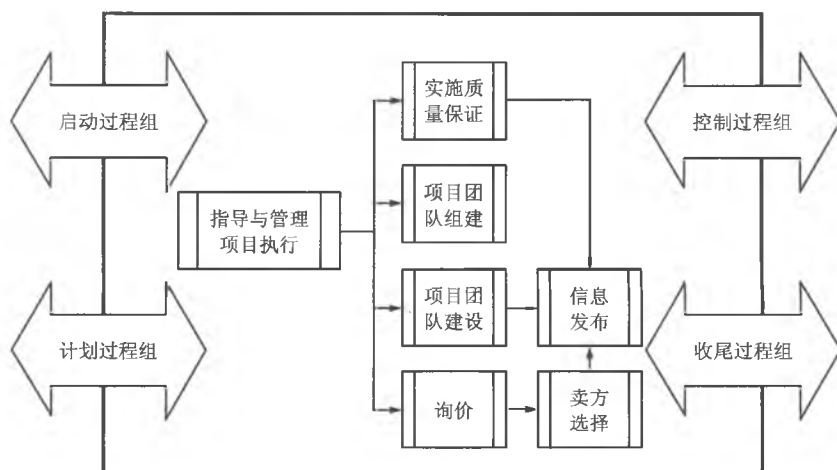 启动过程组
控制过程组
实施质
量保证
项目团
队组建
指导与管理
项目执行
项目团
队建设
信息
发布
计划过程组
收尾过程组
询价
卖方
选择